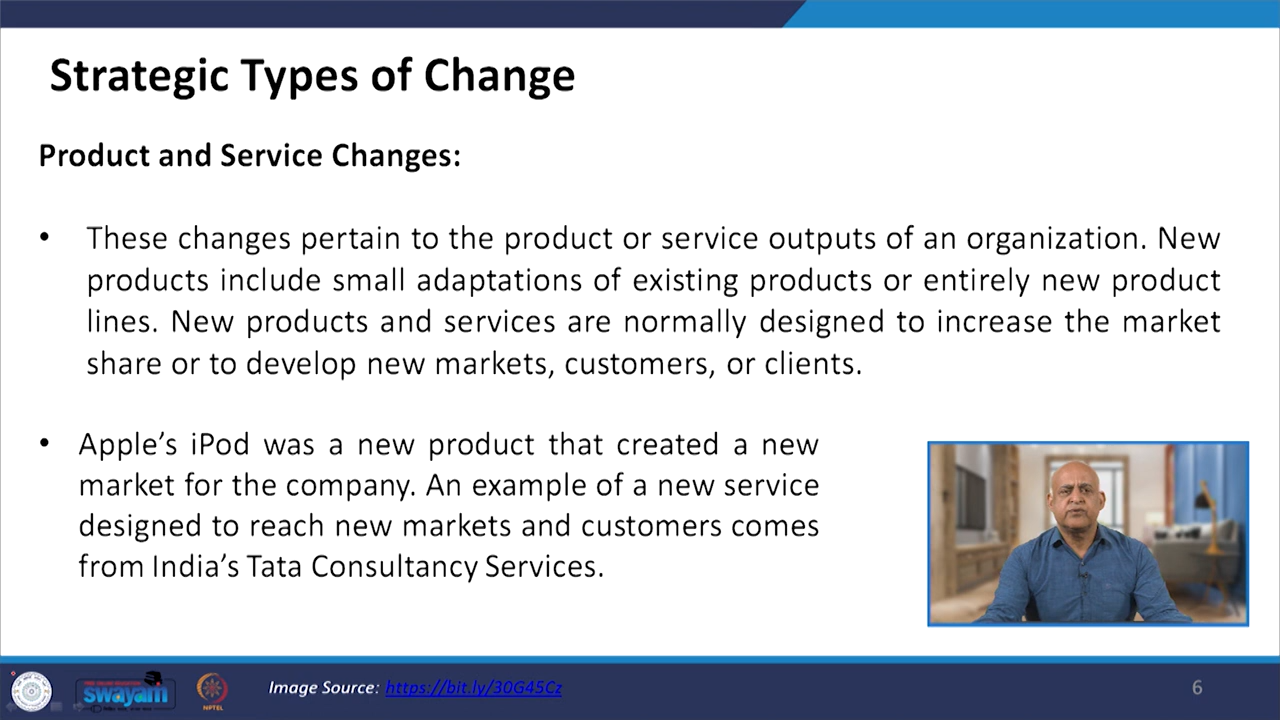 Strategic Types of Change
Product and Service Changes:
• These changes pertain to the product or service outputs of an organization. New
products include small adaptations of existing products or entirely new product
lines. New products and services are normally designed to increase the market
share or to develop new markets, customers, or clients.
• Apple’s iPod was a new product that created a new
market for the company. An example of a new service
designed to reach new markets and customers comes
from India’s Tata Consultancy Services.
swayam
NPTEL
Image Source: https://bit.ly/30G45Cz
6